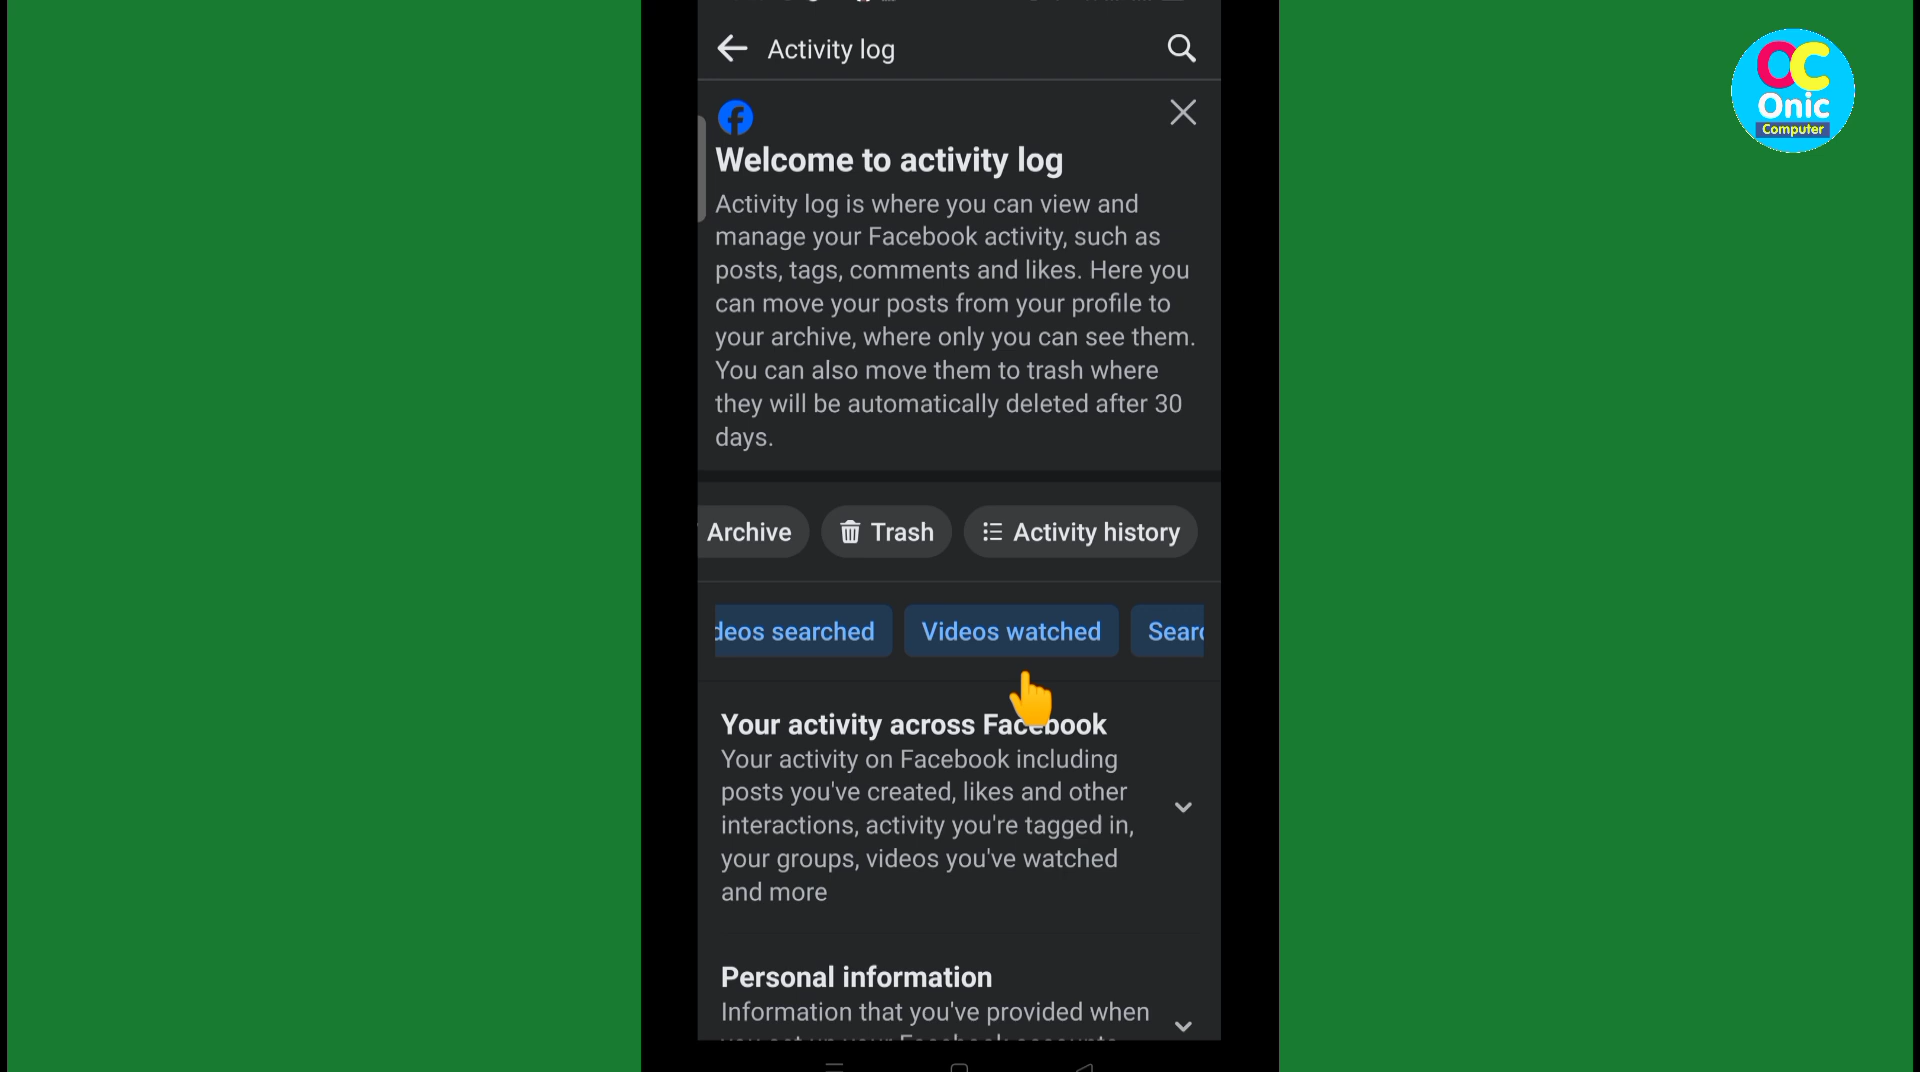 Activity log
OC
Onic
Computer
Welcome to activity log
Activity log is where you can view and
manage your Facebook activity, such as
posts, tags, comments and likes. Here you
can move your posts from your profile to
your archive, where only you can see them.
You can also move them to trash where
they will be automatically deleted after 30
days.
Archive Trash Activity history
deos searched Videos watched Searc
Your activity across Facebook
Your activity on Facebook including
posts you've created, likes and other
interactions, activity you're tagged in,
your groups, videos you've watched
and more
Personal information
Information that you've provided when